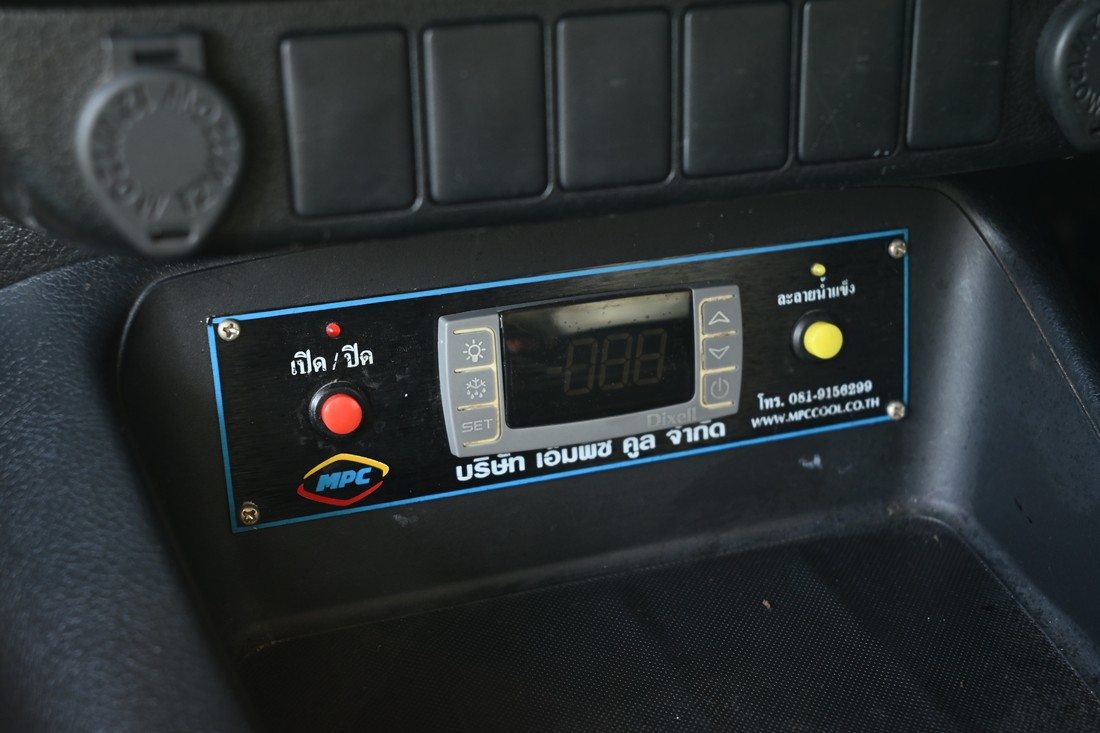 เปิด / ปิด
MPC
SET
Dixell
บริษัท เอ็มพีซี คูล จำกัด
ละลายน้ำแข็ง
โทร. 081-9156299
WWW.MPCCOOL.CO.TH